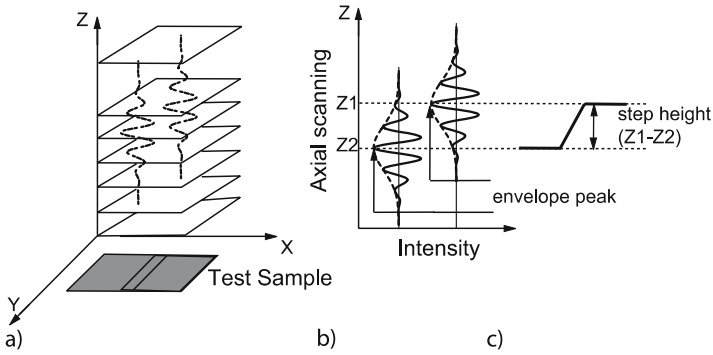 Z
X
Y
Test Sample
a)
Z
Axial scanning
Z1
Z2
envelope peak
Intensity
b)
step height
(Z1-Z2)
c)